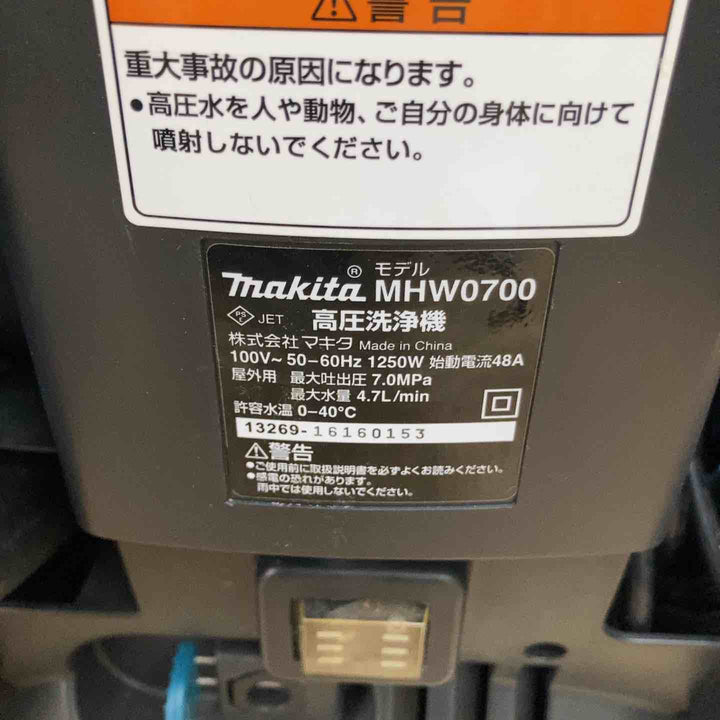 ⚠警告
重大事故の原因になります。
●高圧水を人や動物、ご自分の身体に向けて
噴射しないでください。
makita® モデル MHW0700
PSE JET 高圧洗浄機
株式会社マキタ Made in China
100V~ 50-60Hz 1250W 始動電流48A
屋外用 最大吐出圧 7.0MPa
最大水量 4.7L/min
許容水温 0-40℃
13269-16160153
⚠警告
●ご使用前に取扱説明書を必ずよくお読みください。
●感電の恐れがあります。
雨中では使用しないでください。